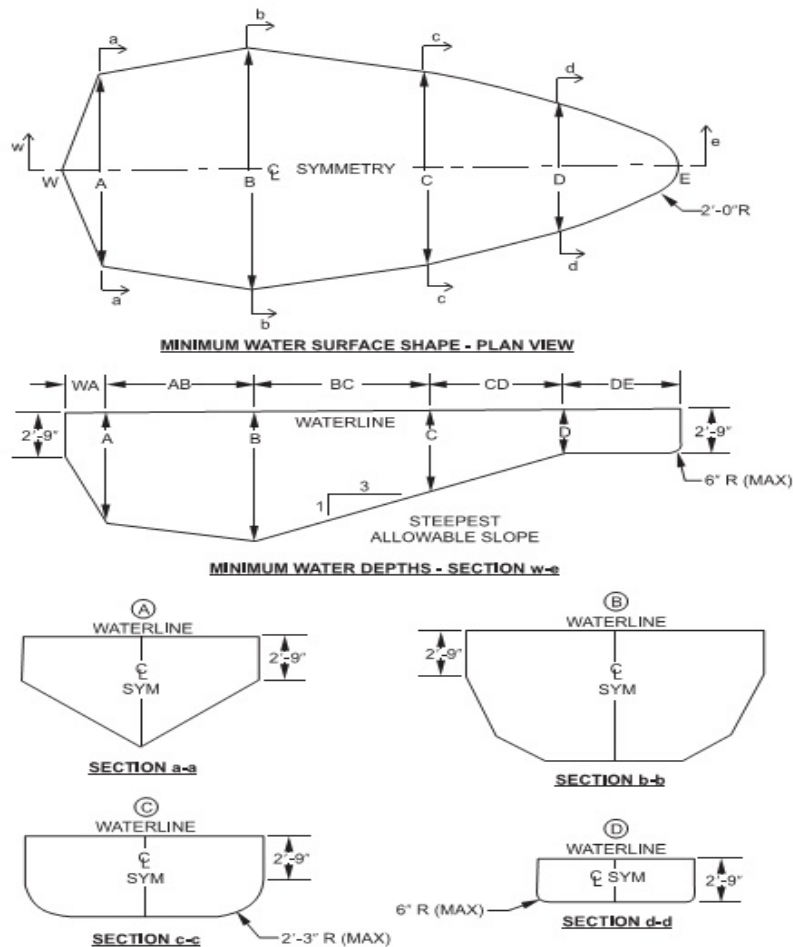 a
b
c
d
w
e
W
A
B
℄ SYMMETRY
C
D
E
2'-0"R
a
b
c
d
MINIMUM WATER SURFACE SHAPE - PLAN VIEW
WA
AB
BC
CD
DE
2'-9"
A
B
WATERLINE
C
D
2'-9"
3
1
6" R (MAX)
STEEPEST
ALLOWABLE SLOPE
MINIMUM WATER DEPTHS - SECTION w-e
A
WATERLINE
℄
SYM
2'-9"
SECTION a-a
B
WATERLINE
2'-9"
℄
SYM
SECTION b-b
C
WATERLINE
℄
SYM
2'-9"
2'-3" R (MAX)
SECTION c-c
D
WATERLINE
℄ SYM
2'-9"
6" R (MAX)
SECTION d-d